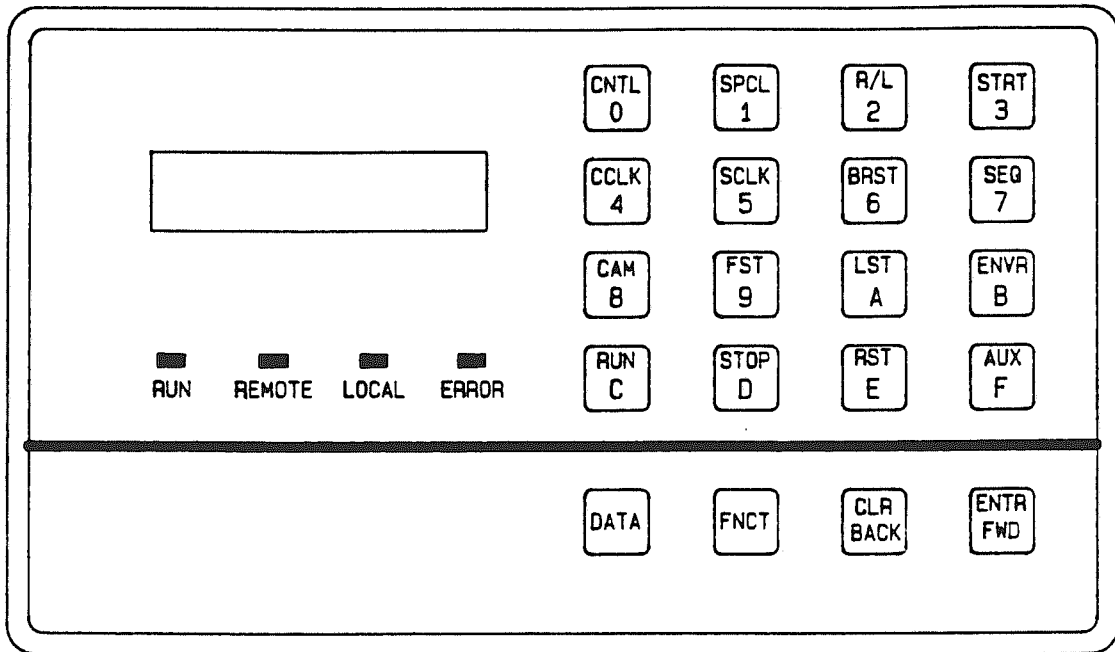 CNTL SPCL R/L STRT
0 1 2 3
CCLK SCLK BRST SEQ
4 5 6 7
CAM FST LST ENVR
8 9 A B
RUN STOP RST AUX
C D E F
RUN REMOTE LOCAL ERROR
DATA FNCT CLR BACK ENTR FWD